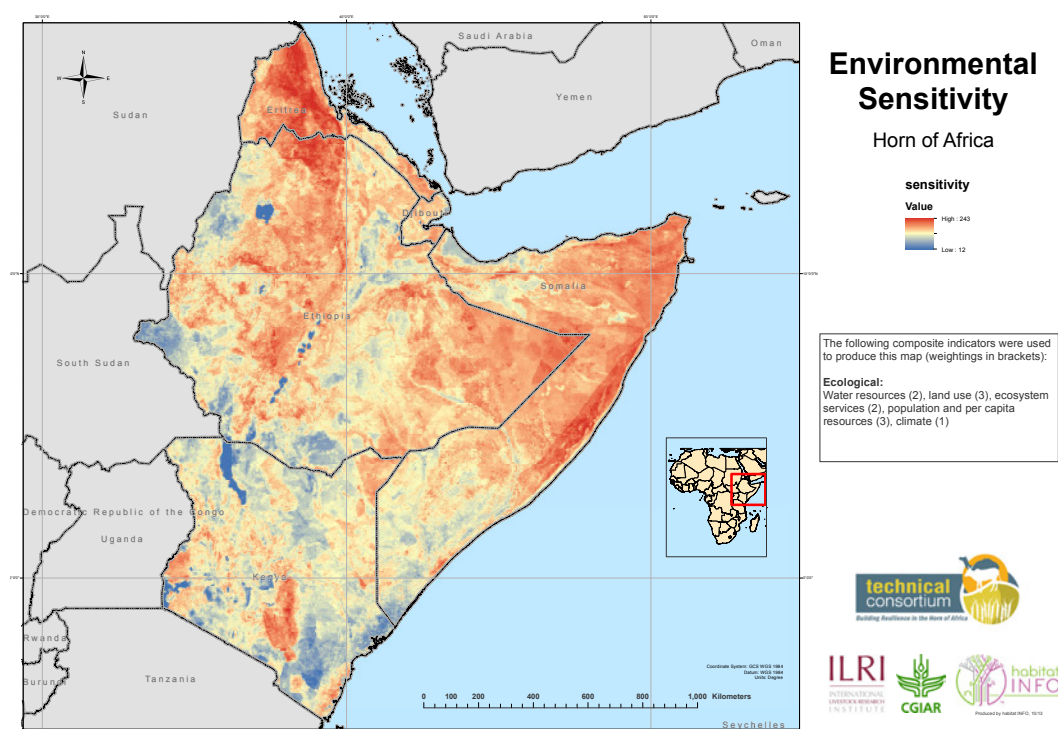 Environmental
Sensitivity
Horn of Africa
sensitivity
Value
High : 243
Low : 12
The following composite indicators were used
to produce this map (weightings in brackets):
Ecological:
Water resources (2), land use (3), ecosystem
services (2), population and per capita
resources (3), climate (1)
N
W
E
S
Saudi Arabia
Oman
Yemen
Sudan
Eritrea
Djibouti
Somalia
Ethiopia
South Sudan
Democratic Republic of the Congo
Uganda
Kenya
Rwanda
Burundi
Tanzania
Seychelles
Coordinate System: GCS WGS 1984
Datum: WGS 1984
Units: Degree
0 200 400 600 800 1,000 Kilometers
technical
consortium
Building Resilience in the Horn of Africa
ILRI
INTERNATIONAL
LIVESTOCK RESEARCH
INSTITUTE
CGIAR
habitat
INFO
Produced by habitat INFO, 10/13